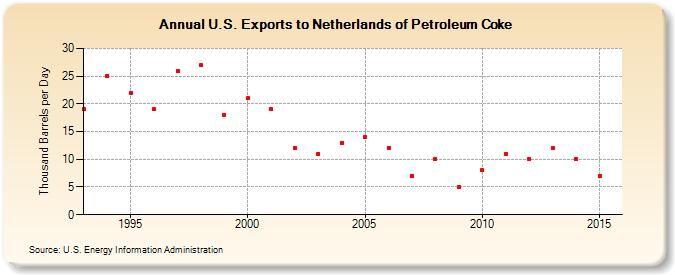 Annual U.S. Exports to Netherlands of Petroleum Coke
Thousand Barrels per Day
30
25
20
15
10
5
0
1995 2000 2005 2010 2015
Source: U.S. Energy Information Administration